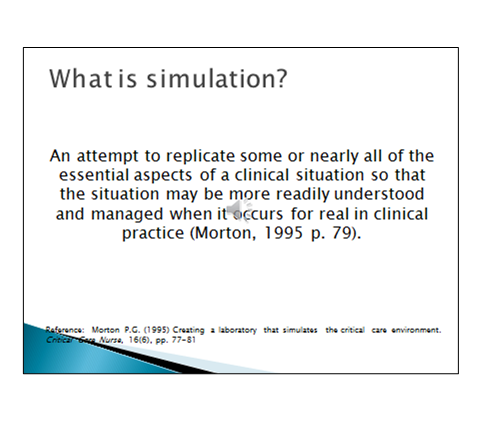 What is simulation?
An attempt to replicate some or nearly all of the
essential aspects of a clinical situation so that
the situation may be more readily understood
and managed when it occurs for real in clinical
practice (Morton, 1995 p. 79).
Reference: Morton P.G. (1995) Creating a laboratory that simulates the critical care environment.
Critical Care Nurse, 16(6), pp. 77-81